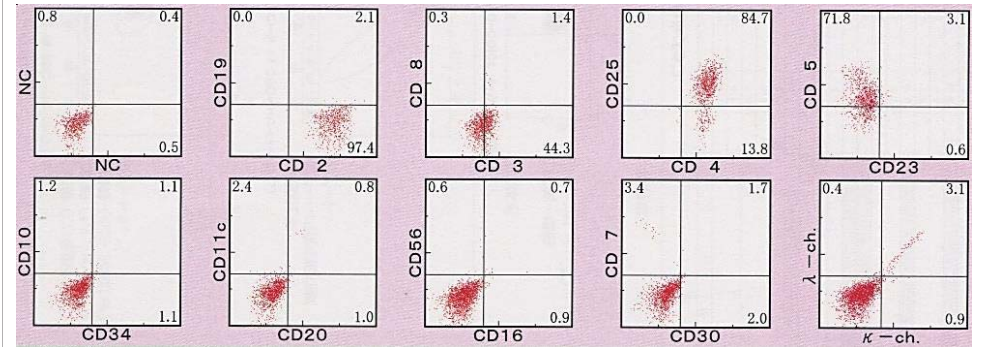 0.8 0.4
NC
0.5
NC
0.0 2.1
CD19
97.4
CD 2
0.3 1.4
CD 8
44.3
CD 3
0.0 84.7
CD25
13.8
CD 4
71.8 3.1
CD 5
0.6
CD23
1.2 1.1
CD10
1.1
CD34
2.4 0.8
CD11c
1.0
CD20
0.6 0.7
CD56
0.9
CD16
3.4 1.7
CD 7
2.0
CD30
0.4 3.1
λ-ch.
0.9
κ-ch.